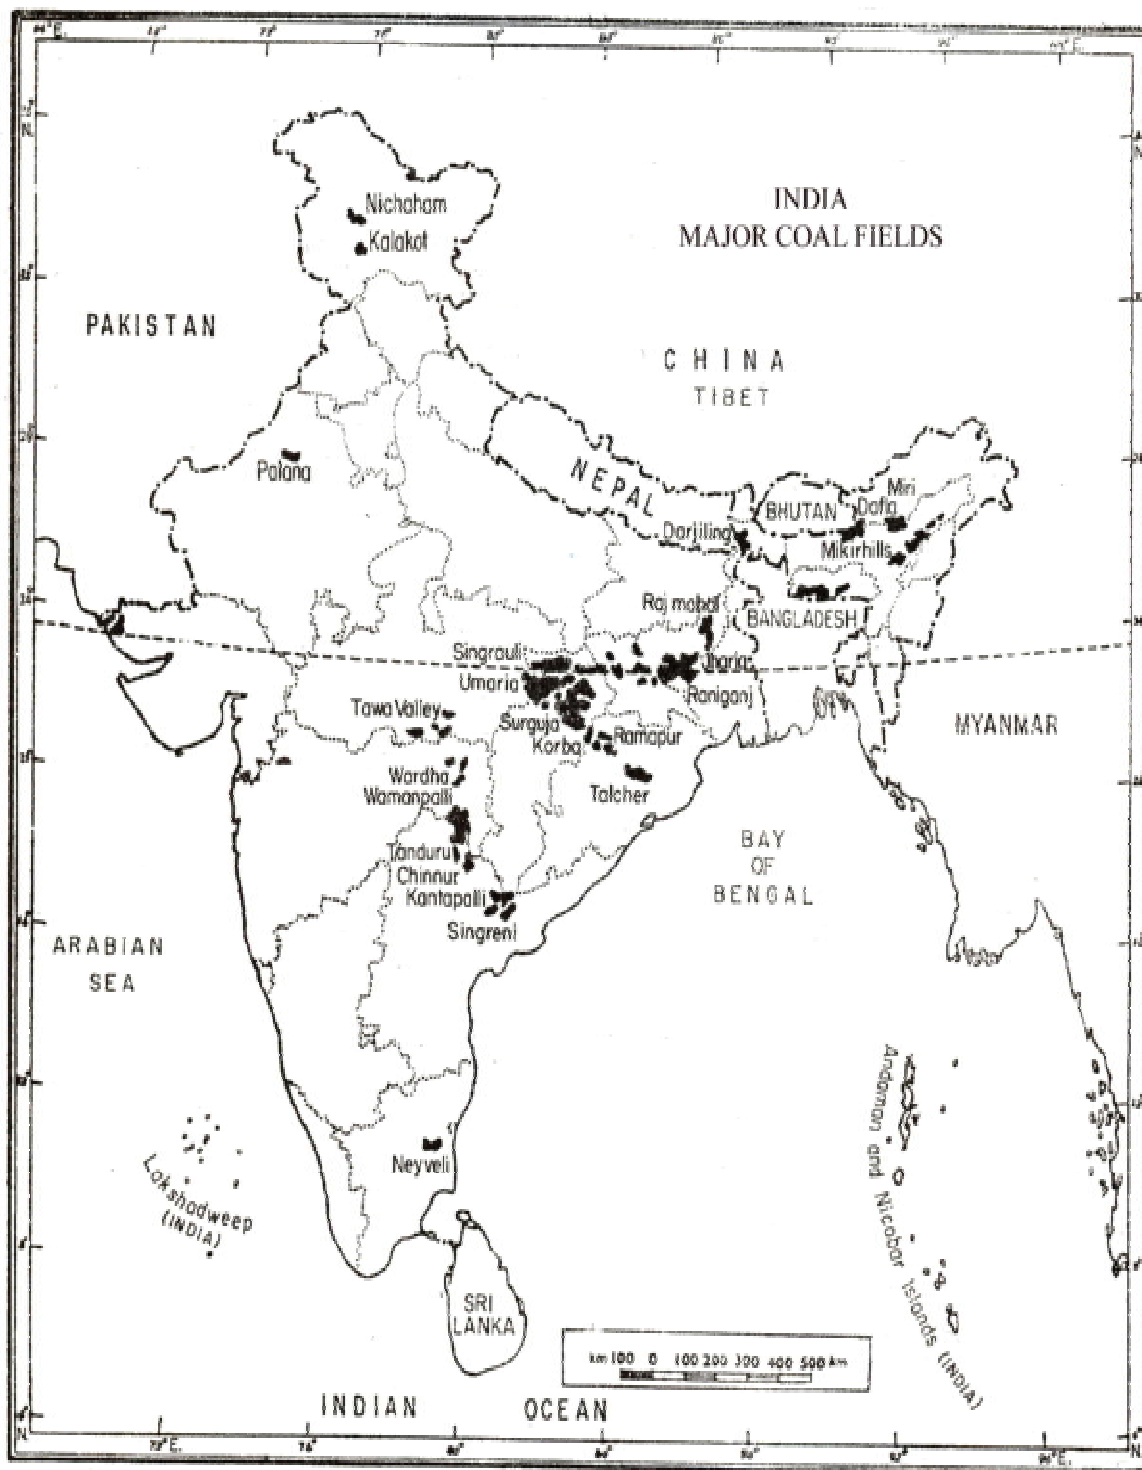 INDIA
MAJOR COAL FIELDS
Nichaham
Kalakot
PAKISTAN
CHINA
TIBET
Palana
NEPAL
BHUTAN
Miri
Dafla
Darjiling
Mikirhills
Rajmahal
BANGLADESH
Singrauli
Jharia
Umaria
Raniganj
Tawa Valley
Surguja
Korba
Ramapur
MYANMAR
Wardha
Wamanpalli
Talcher
Tanduru
Chinnur
Kantapalli
Singreni
BAY
OF
BENGAL
ARABIAN
SEA
Neyveli
Lakshadweep
(INDIA)
Andaman and Nicobar Islands (INDIA)
SRI
LANKA
km 100 0 100 200 300 400 500 km
INDIAN OCEAN